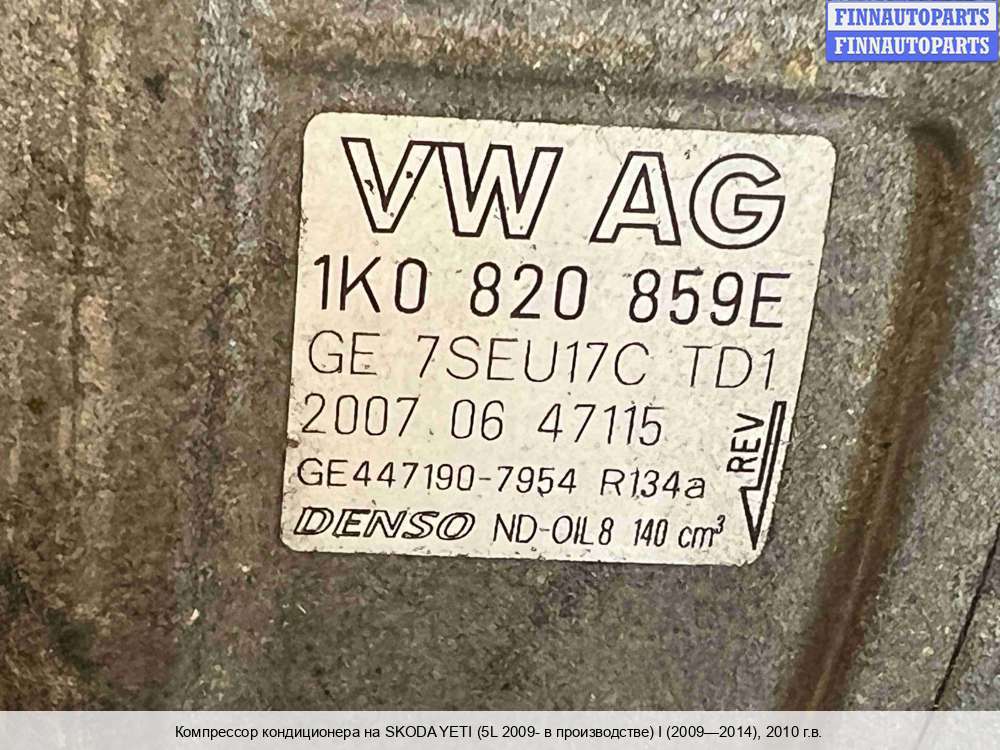 FINNAUTOPARTS
FINNAUTOPARTS
VW AG
1K0 820 859E
GE 7SEU17C TD1
2007 06 47115
REV
GE447190-7954 R134a
DENSO ND-OIL8 140 cm³
Компрессор кондиционера на SKODA YETI (5L 2009- в производстве) I (2009—2014), 2010 г.в.